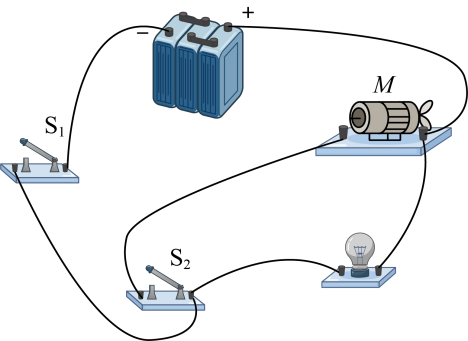 − +
M
S₁
S₂